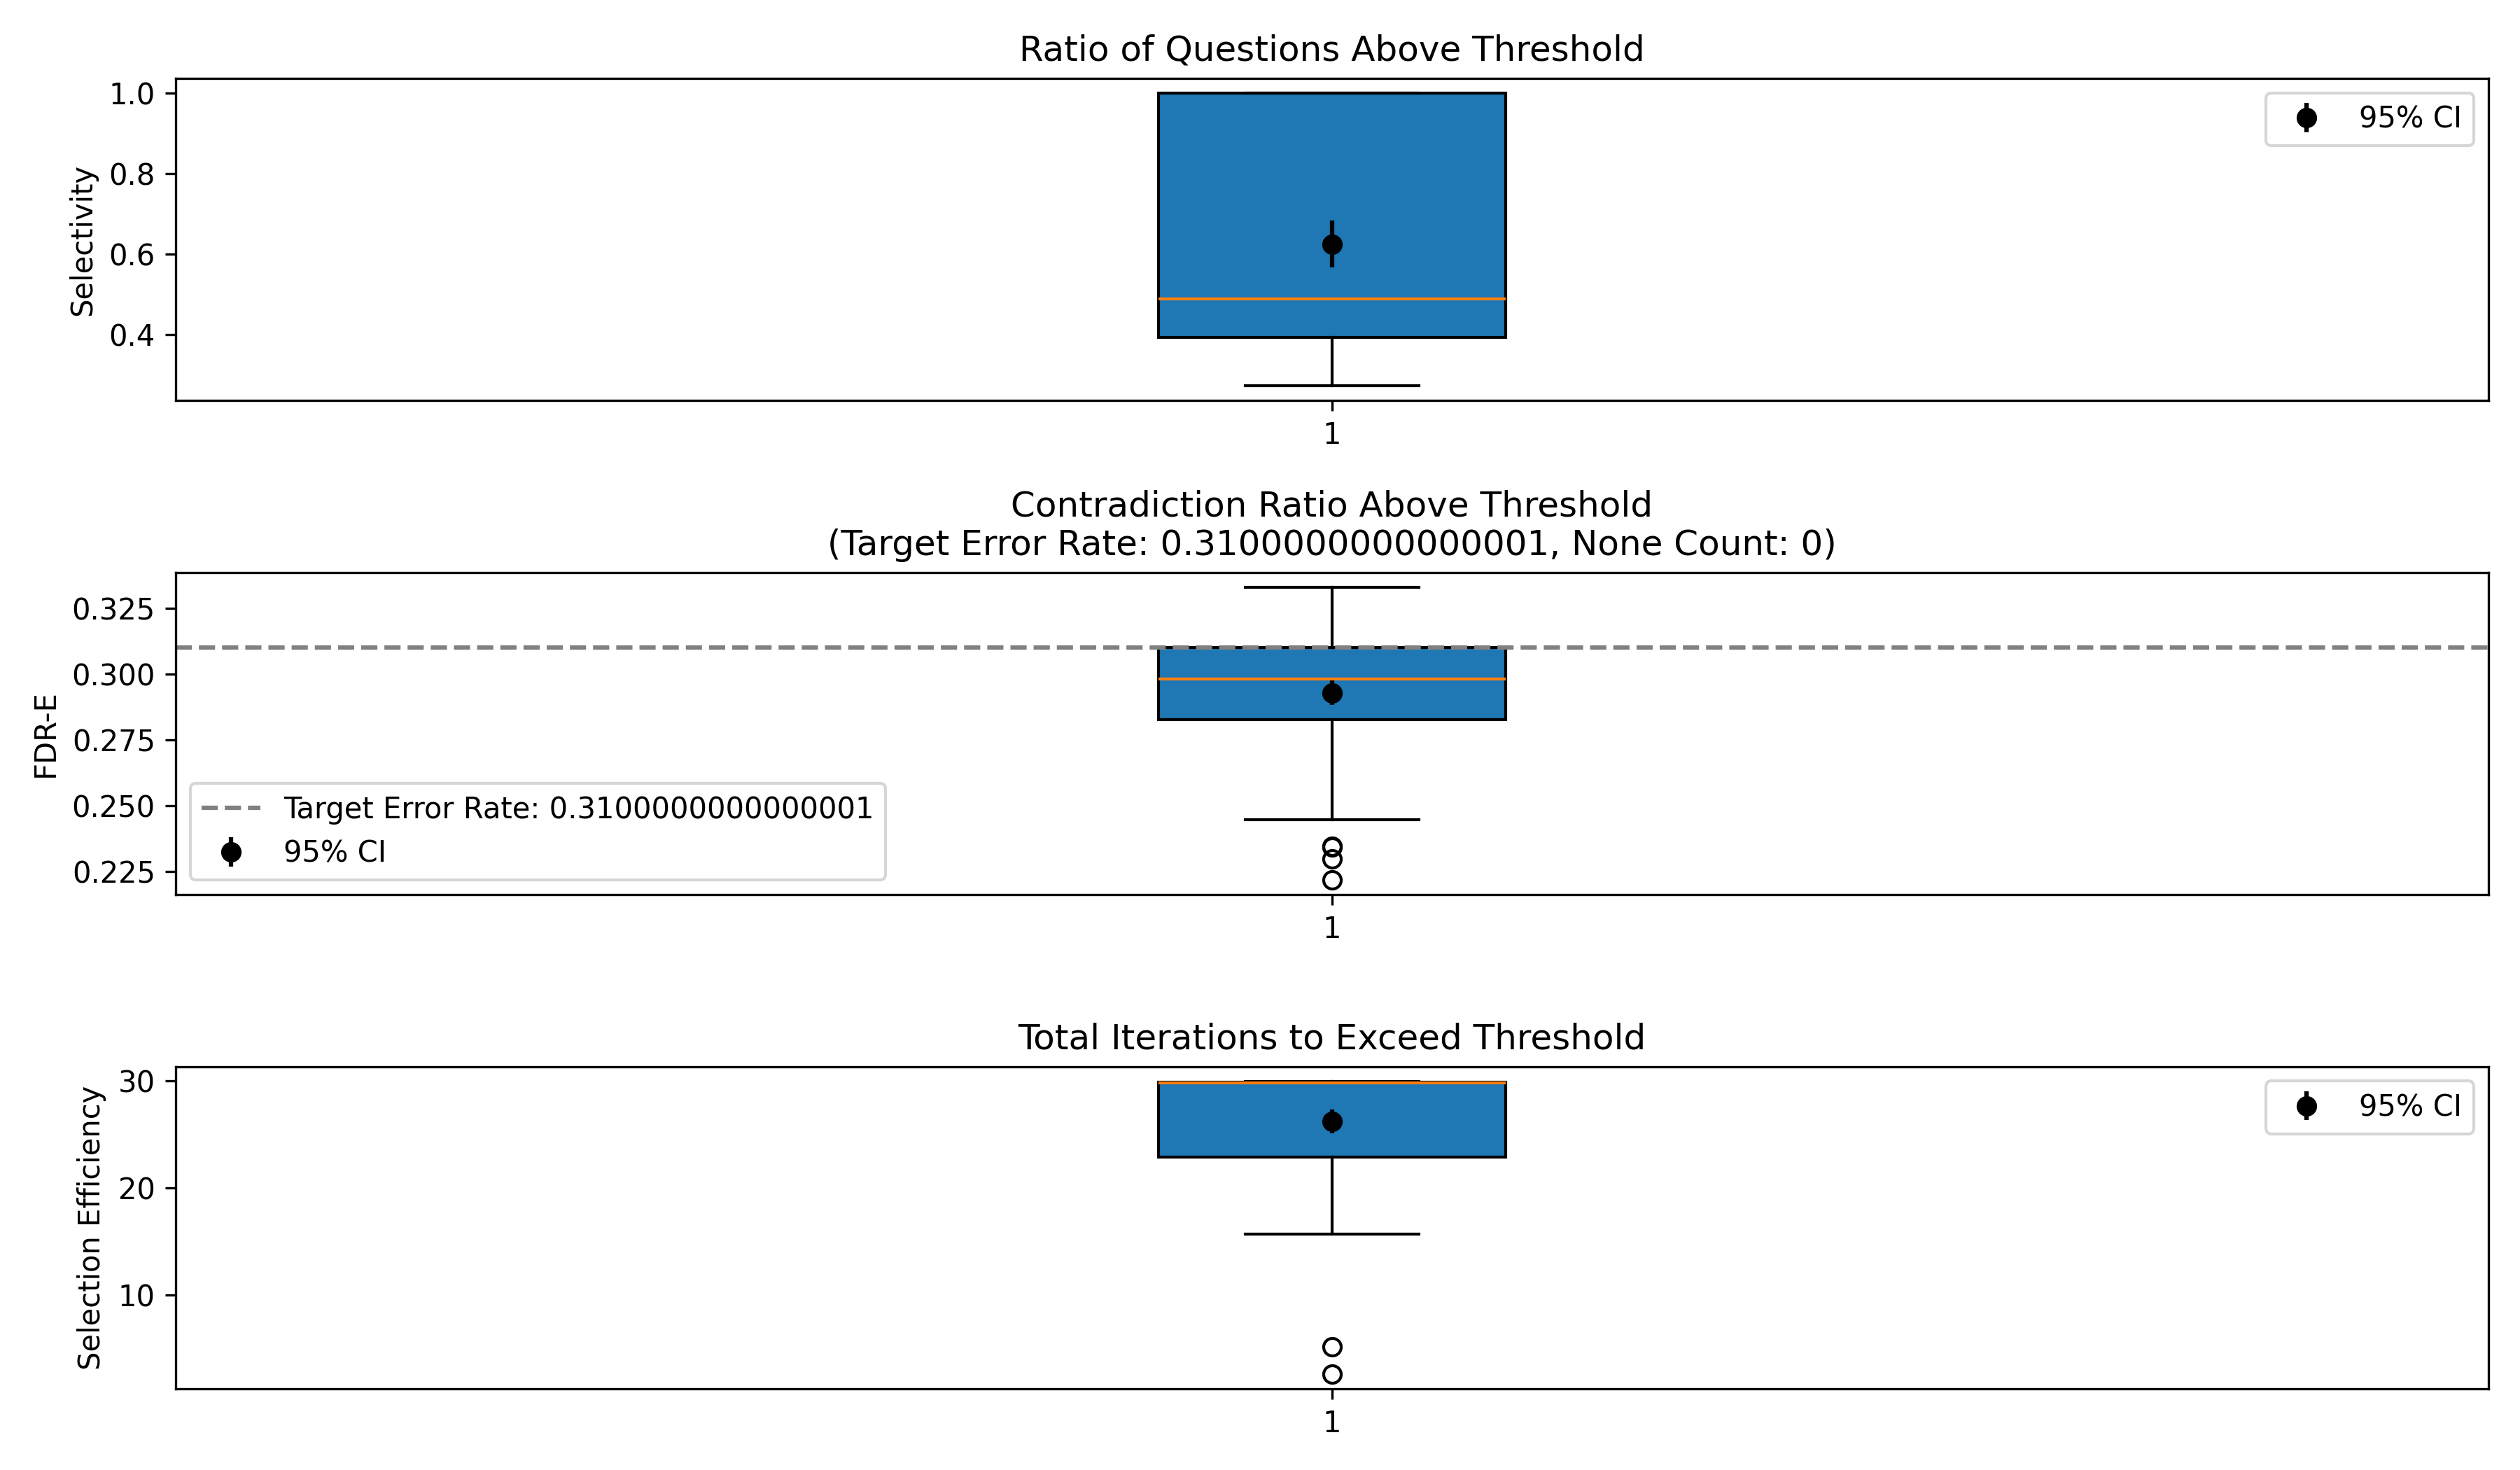 Ratio of Questions Above Threshold
Selectivity
1.0
0.8
0.6
0.4
95% CI
1
Contradiction Ratio Above Threshold
(Target Error Rate: 0.3100000000000001, None Count: 0)
FDR-E
0.325
0.300
0.275
0.250
0.225
Target Error Rate: 0.3100000000000001
95% CI
1
Total Iterations to Exceed Threshold
Selection Efficiency
30
20
10
95% CI
1